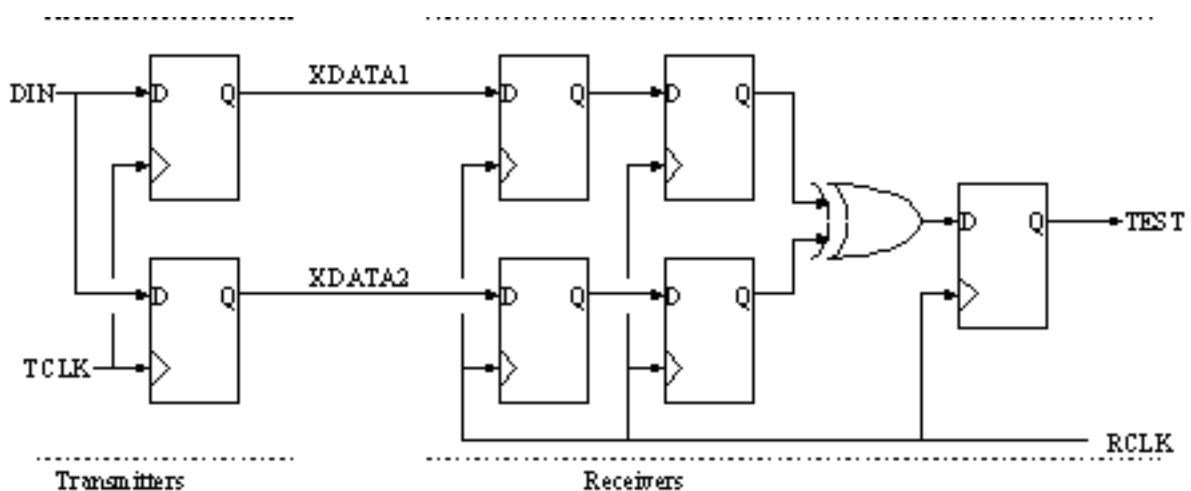 XDATA1
DIN
D Q
D Q
D Q
D Q TEST
XDATA2
D Q
D Q
D Q
TCLK
RCLK
Transmitters
Receivers